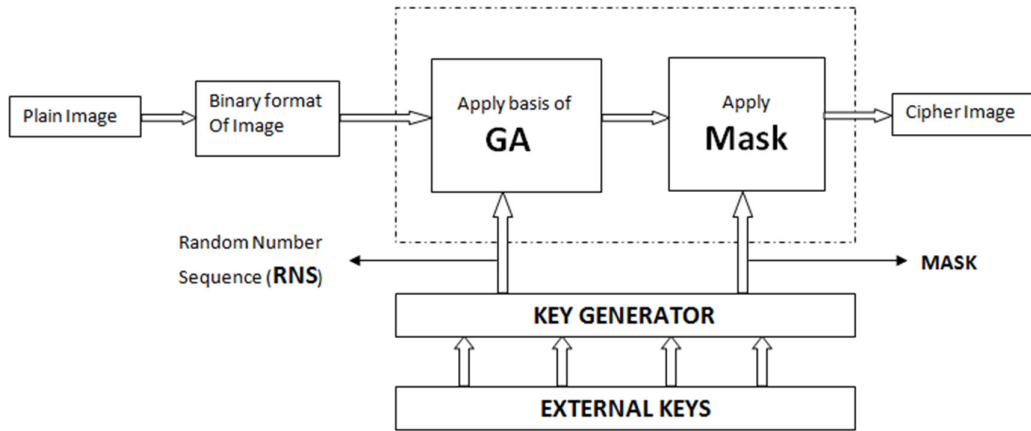 Plain Image
Binary format
Of Image
Apply basis of
GA
Apply
Mask
Cipher Image
Random Number
Sequence (RNS)
MASK
KEY GENERATOR
EXTERNAL KEYS